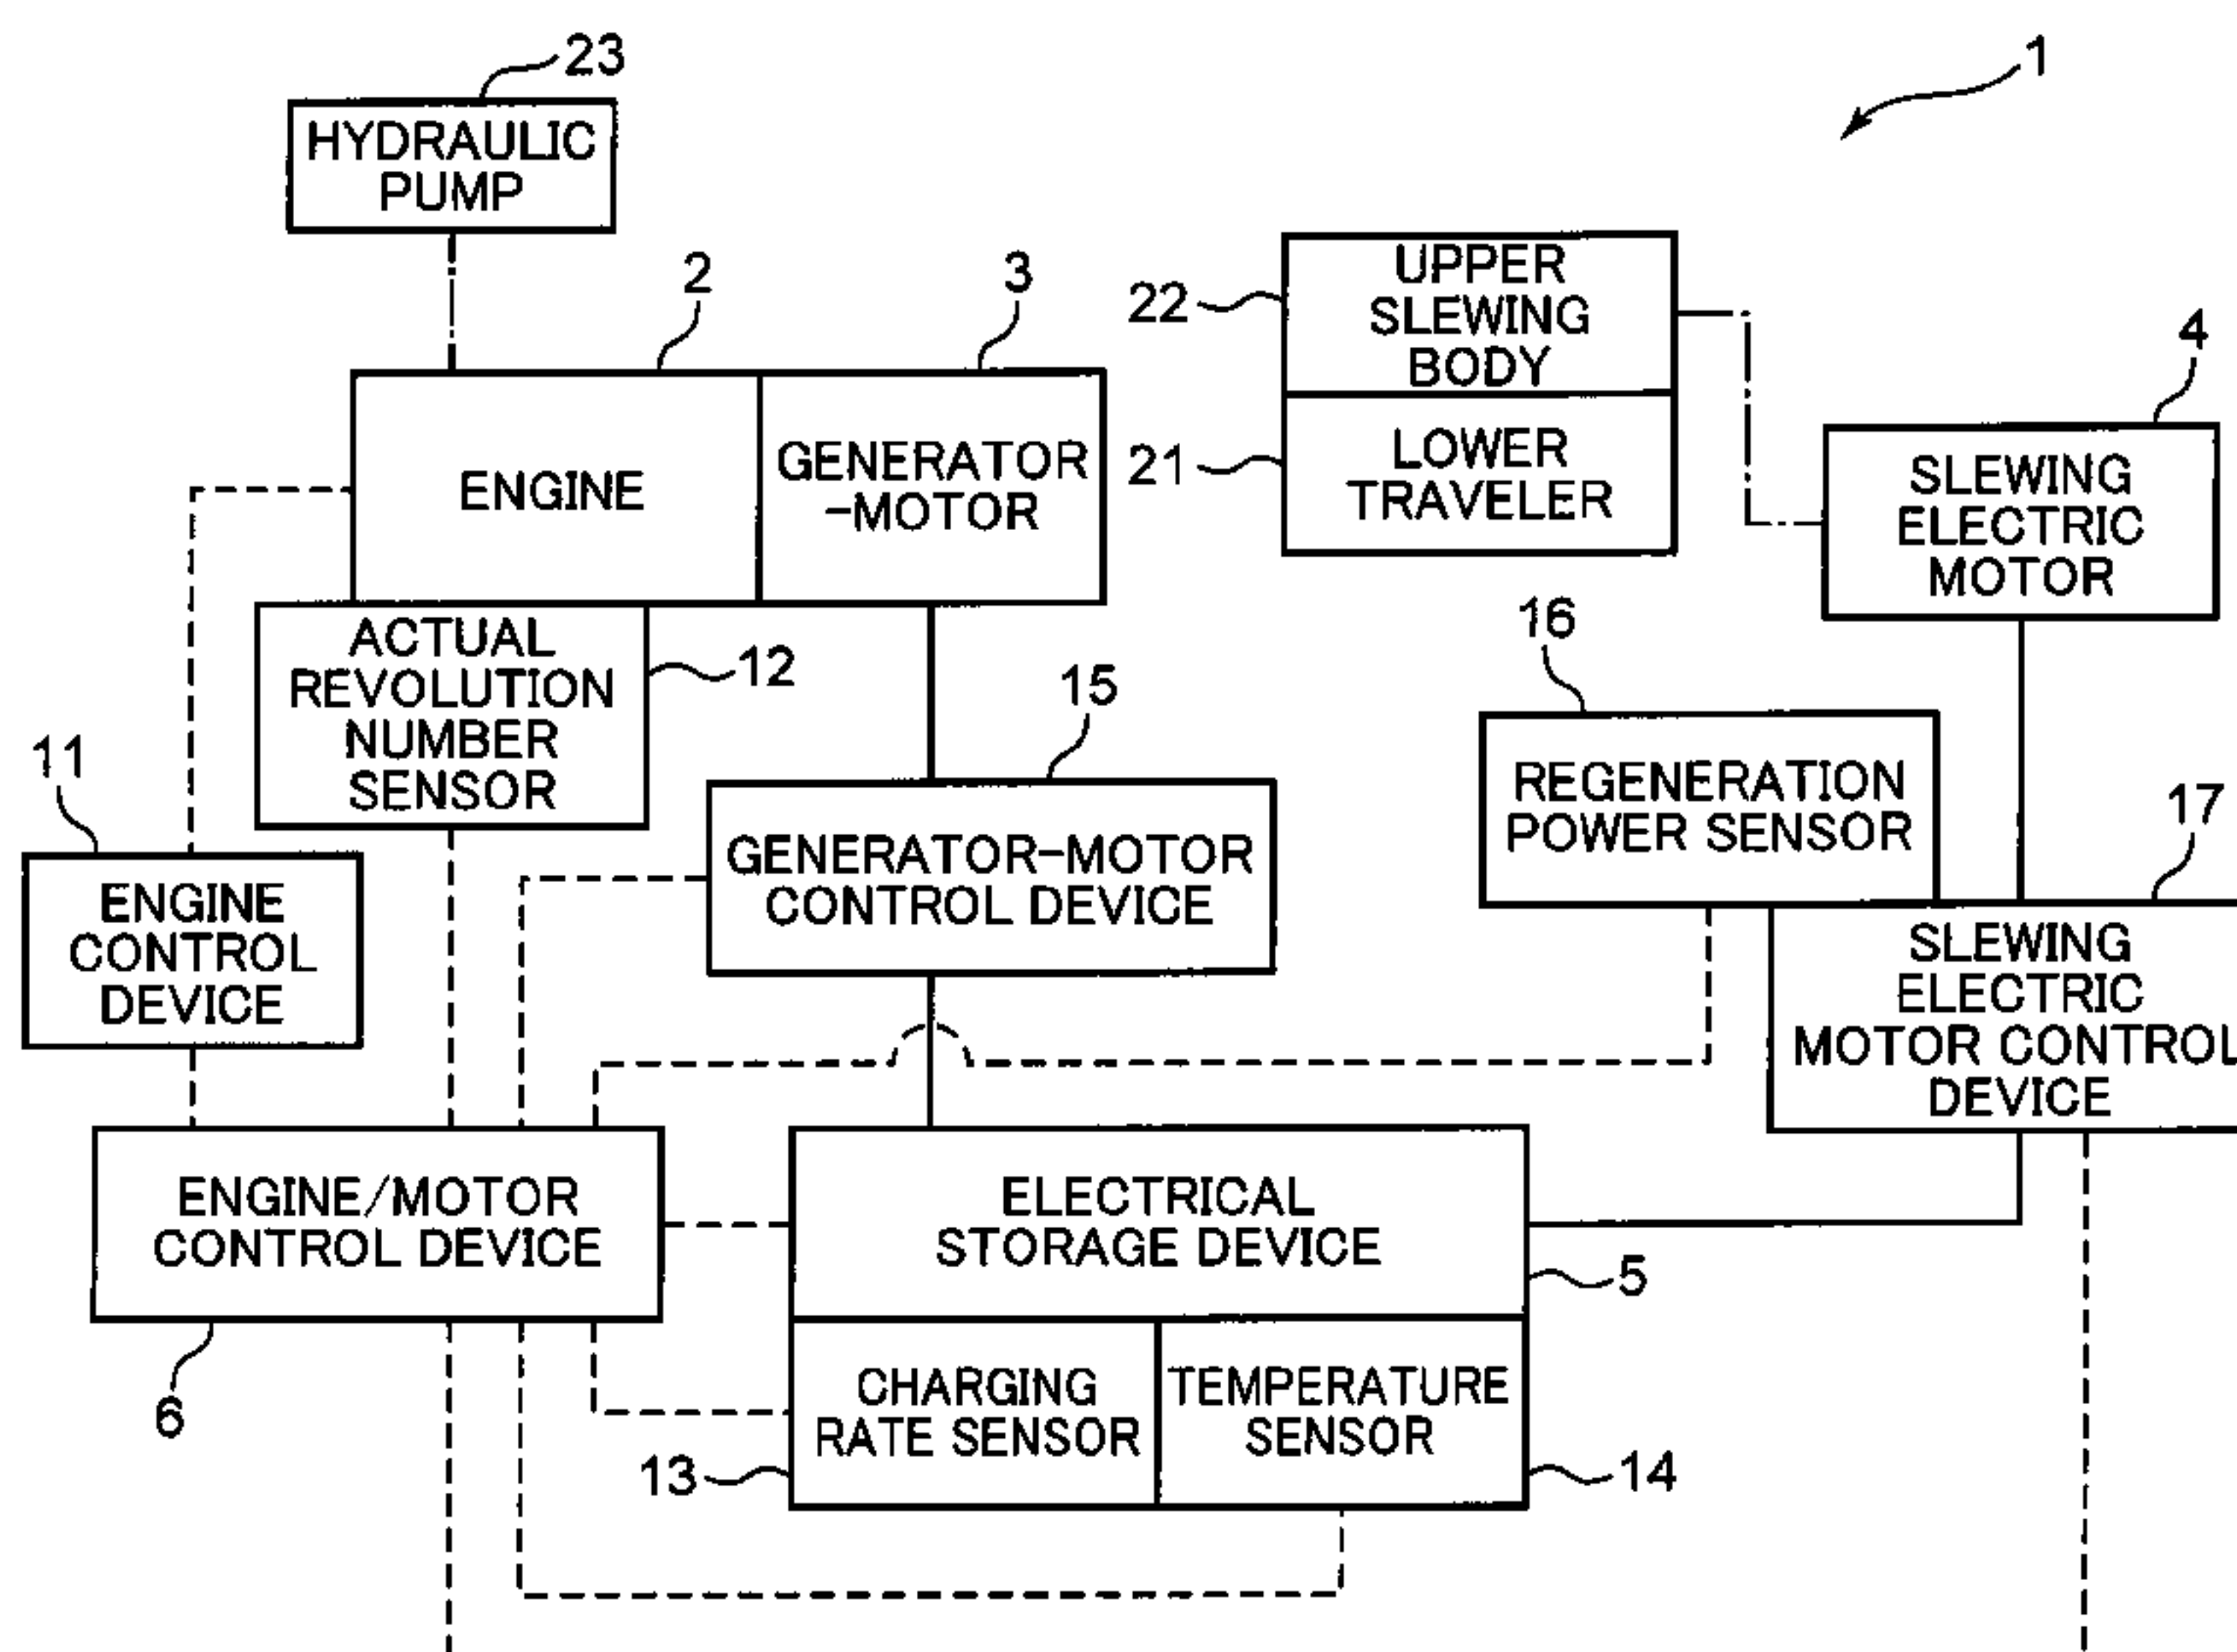 23
1
HYDRAULIC
PUMP
2
3
22
UPPER
SLEWING
BODY
4
21
LOWER
TRAVELER
ENGINE
GENERATOR
-MOTOR
SLEWING
ELECTRIC
MOTOR
ACTUAL
REVOLUTION
NUMBER
SENSOR
12
16
15
11
REGENERATION
POWER SENSOR
17
ENGINE
CONTROL
DEVICE
GENERATOR-MOTOR
CONTROL DEVICE
SLEWING
ELECTRIC
MOTOR CONTROL
DEVICE
ENGINE/MOTOR
CONTROL DEVICE
ELECTRICAL
STORAGE DEVICE
5
6
CHARGING
RATE SENSOR
TEMPERATURE
SENSOR
13
14